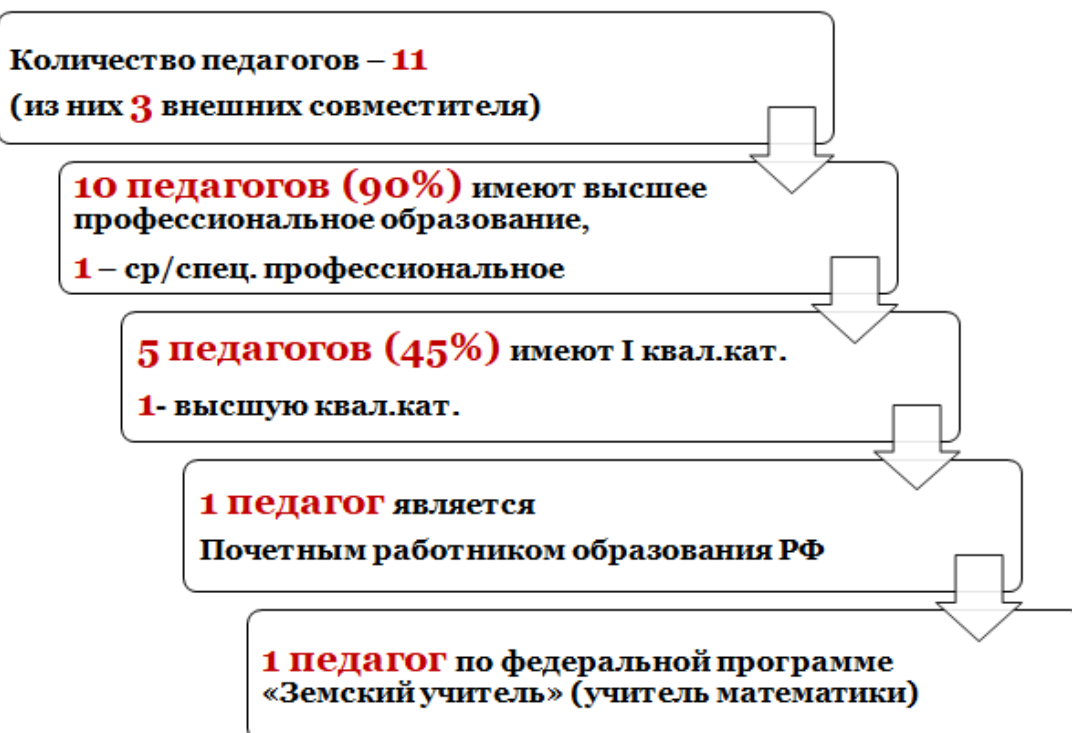 Количество педагогов – 11
(из них 3 внешних совместителя)
10 педагогов (90%) имеют высшее
профессиональное образование,
1 – ср/спец. профессиональное
5 педагогов (45%) имеют I квал.кат.
1- высшую квал.кат.
1 педагог является
Почетным работником образования РФ
1 педагог по федеральной программе
«Земский учитель» (учитель математики)